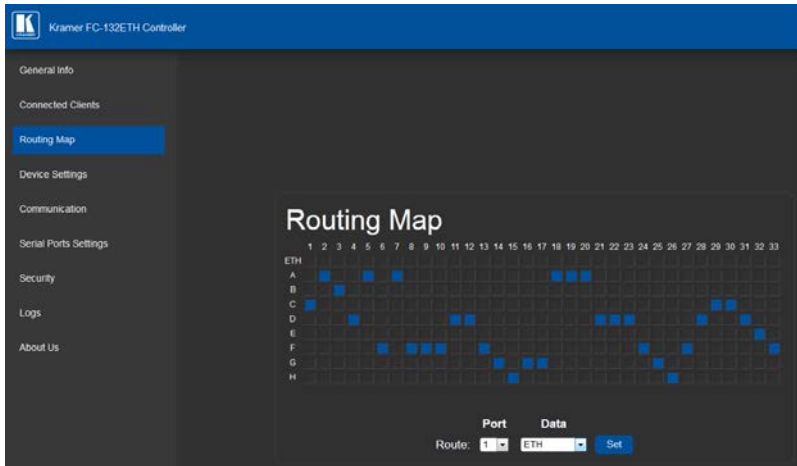 K
Kramer FC-132ETH Controller
General Info
Connected Clients
Routing Map
Device Settings
Communication
Serial Ports Settings
Security
Logs
About Us
Routing Map
1 2 3 4 5 6 7 8 9 10 11 12 13 14 15 16 17 18 19 20 21 22 23 24 25 26 27 28 29 30 31 32 33
ETH
A
B
C
D
E
F
G
H
Port Data
Route: 1 ETH Set